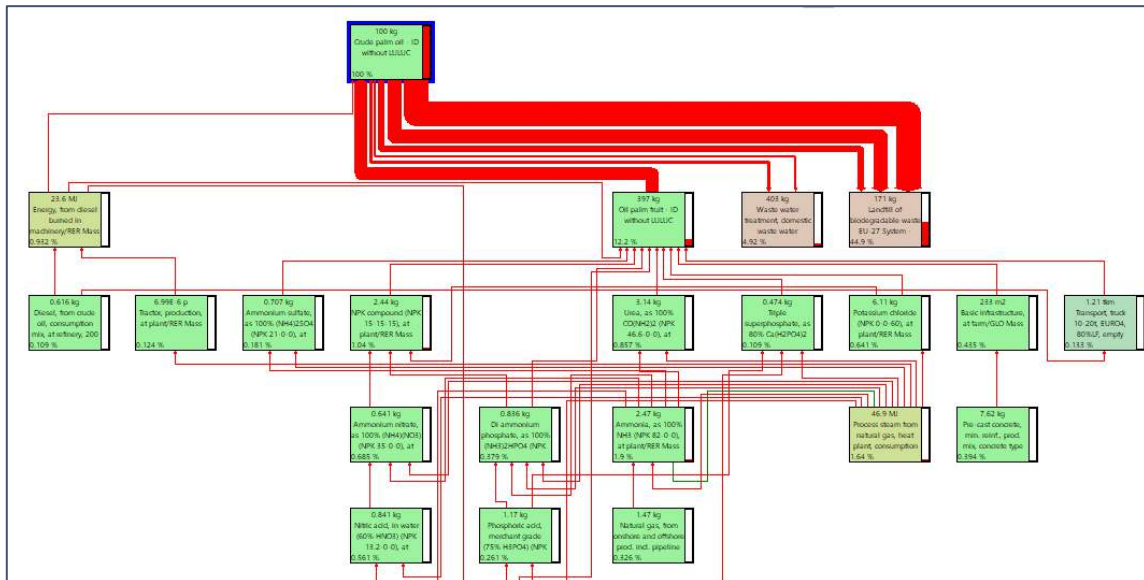 100 kg
Crude palm oil - ID
without LULUC
100 %
23.6 MJ
Energy, from diesel
burned in
machinery/RER Mass
0.932 %
397 kg
Oil palm fruit - ID
without LULUC
12.2 %
403 kg
Waste water
treatment, domestic
waste water
4.92 %
171 kg
Landfill of
biodegradable waste
EU-27 System
44.9 %
0.616 kg
Diesel, from crude
oil, consumption
mix, at refinery, 200
0.109 %
6.99E-6 p
Tractor, production,
at plant/RER Mass
0.124 %
0.707 kg
Ammonium sulfate,
as 100% (NH4)2SO4
(NPK 21-0-0), at
0.181 %
2.44 kg
NPK compound (NPK
15-15-15), at
plant/RER Mass
1.04 %
3.14 kg
Urea, as 100%
CO(NH2)2 (NPK
46.6-0-0), at
0.857 %
0.474 kg
Triple
superphosphate, as
80% Ca(H2PO4)2
0.109 %
6.11 kg
Potassium chloride
(NPK 0-0-60), at
plant/RER Mass
0.641 %
233 m2
Basic infrastructure,
at farm/GLO Mass
0.435 %
1.21 tkm
Transport, truck
10-20t, EURO4,
80%LF, empty
0.133 %
0.641 kg
Ammonium nitrate,
as 100% (NH4)(NO3)
(NPK 35-0-0), at
0.685 %
0.836 kg
Di ammonium
phosphate, as 100%
(NH3)2HPO4 (NPK
0.379 %
2.47 kg
Ammonia, as 100%
NH3 (NPK 82-0-0),
at plant/RER Mass
1.9 %
46.9 MJ
Process steam from
natural gas, heat
plant, consumption
1.64 %
7.62 kg
Pre-cast concrete,
min. reinf., prod.
mix, concrete type
0.394 %
0.841 kg
Nitric acid, in water
(60% HNO3) (NPK
13.2-0-0), at
0.561 %
1.17 kg
Phosphoric acid,
merchant grade
(75% H3PO4) (NPK
0.261 %
1.47 kg
Natural gas, from
onshore and offshore
prod. incl. pipeline
0.326 %